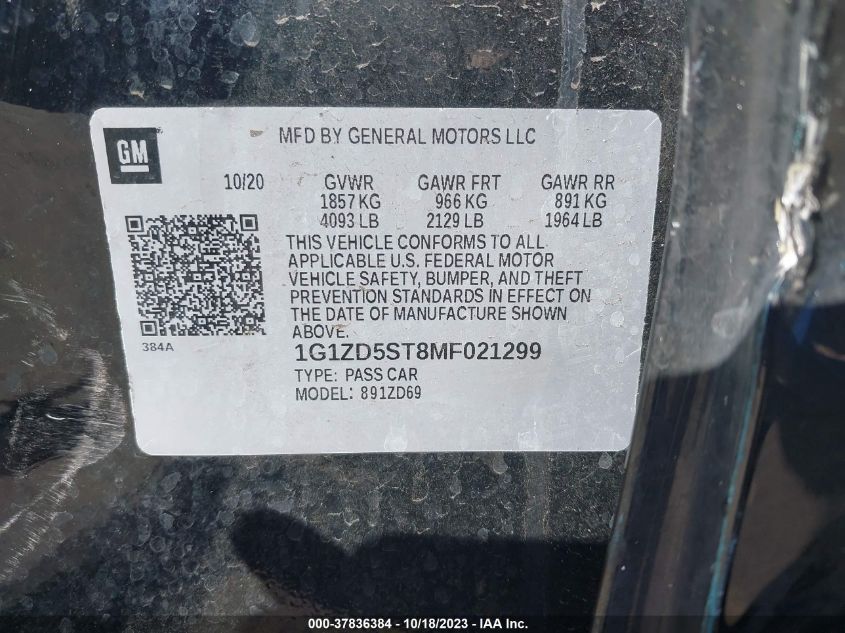 GM
MFD BY GENERAL MOTORS LLC
10/20 GVWR GAWR FRT GAWR RR
1857 KG 966 KG 891 KG
4093 LB 2129 LB 1964 LB
THIS VEHICLE CONFORMS TO ALL
APPLICABLE U.S. FEDERAL MOTOR
VEHICLE SAFETY, BUMPER, AND THEFT
PREVENTION STANDARDS IN EFFECT ON
THE DATE OF MANUFACTURE SHOWN
ABOVE.
384A
1G1ZD5ST8MF021299
TYPE: PASS CAR
MODEL: 891ZD69
000-37836384 - 10/18/2023 - IAA Inc.